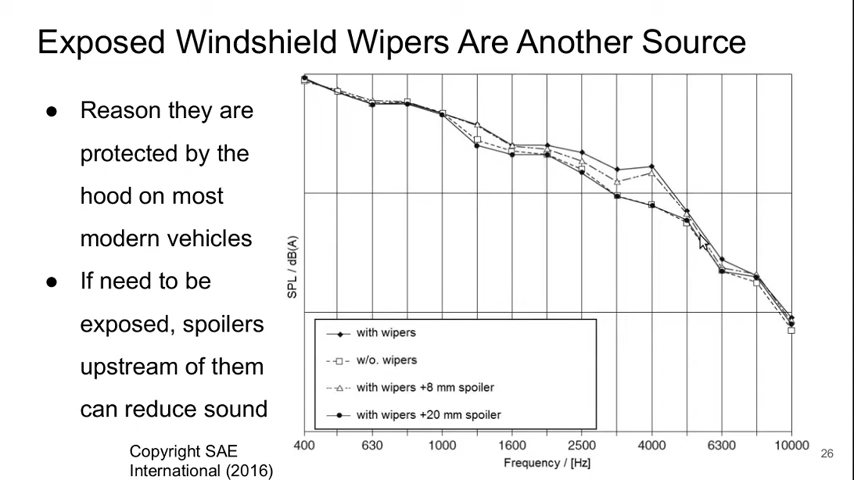 Exposed Windshield Wipers Are Another Source
● Reason they are
protected by the
hood on most
modern vehicles
● If need to be
exposed, spoilers
upstream of them
can reduce sound
Copyright SAE
International (2016)
SPL / dB(A)
with wipers
w/o. wipers
with wipers +8 mm spoiler
with wipers +20 mm spoiler
400 630 1000 1600 2500 4000 6300 10000
Frequency / [Hz]
26